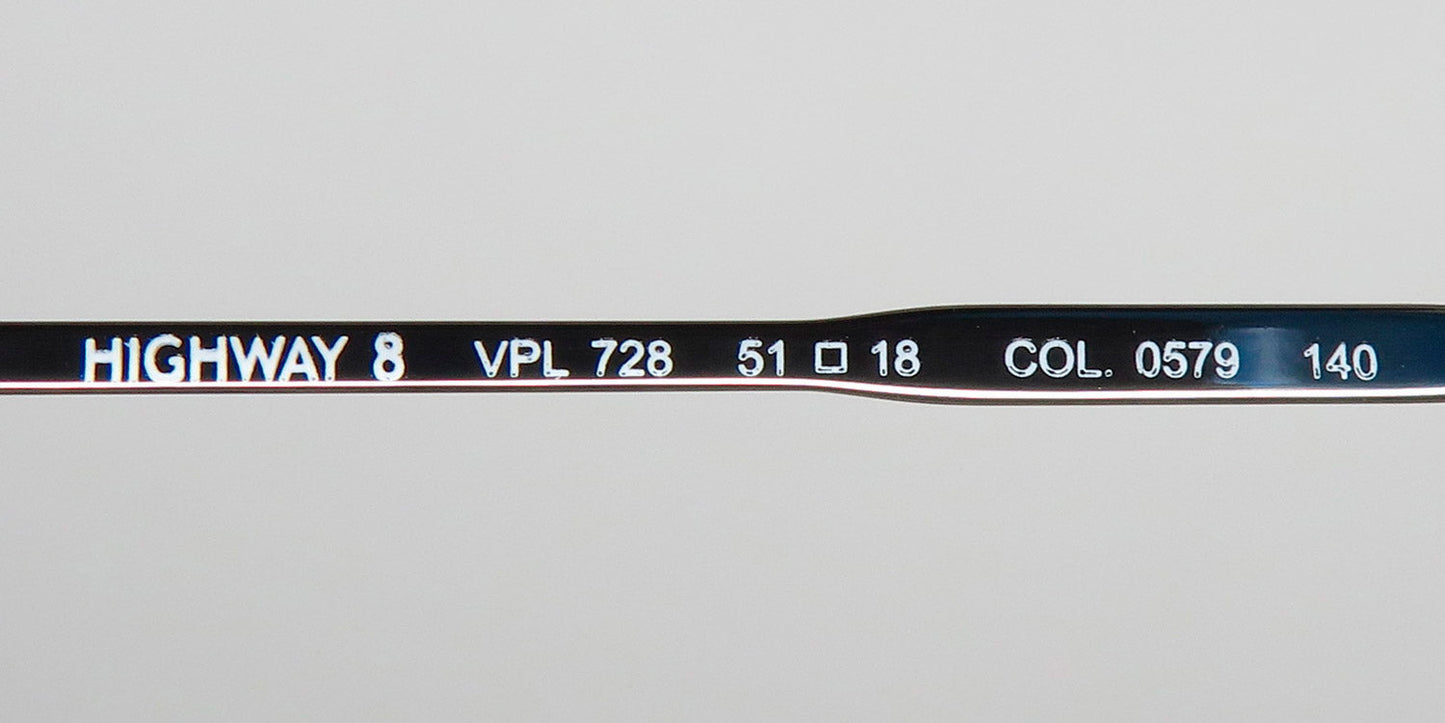 HIGHWAY 8 VPL 728 51 □ 18 COL. 0579 140